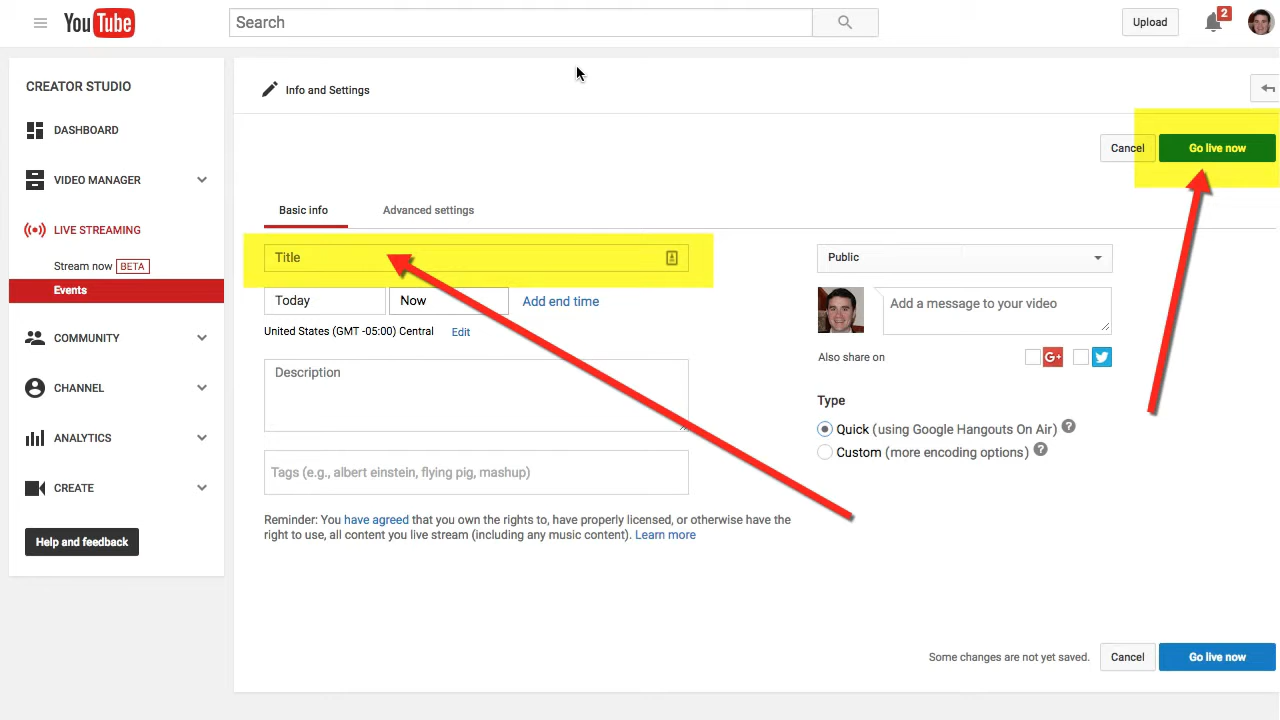 YouTube
Search
Upload
2
CREATOR STUDIO
DASHBOARD
VIDEO MANAGER
LIVE STREAMING
Stream now BETA
Events
COMMUNITY
CHANNEL
ANALYTICS
CREATE
Help and feedback
Info and Settings
Cancel
Go live now
Basic info
Advanced settings
Title
Today
Now
Add end time
United States (GMT -05:00) Central
Edit
Description
Tags (e.g., albert einstein, flying pig, mashup)
Reminder: You have agreed that you own the rights to, have properly licensed, or otherwise have the
right to use, all content you live stream (including any music content). Learn more
Public
Add a message to your video
Also share on
G+
Type
Quick (using Google Hangouts On Air) ?
Custom (more encoding options) ?
Some changes are not yet saved.
Cancel
Go live now